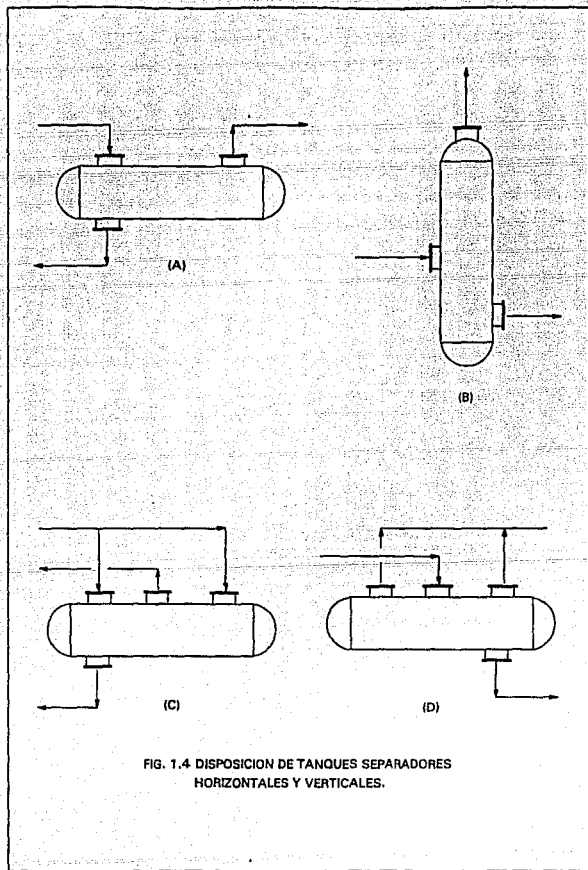 (A)
(B)
(C)
(D)
FIG. 1.4 DISPOSICION DE TANQUES SEPARADORES
HORIZONTALES Y VERTICALES.